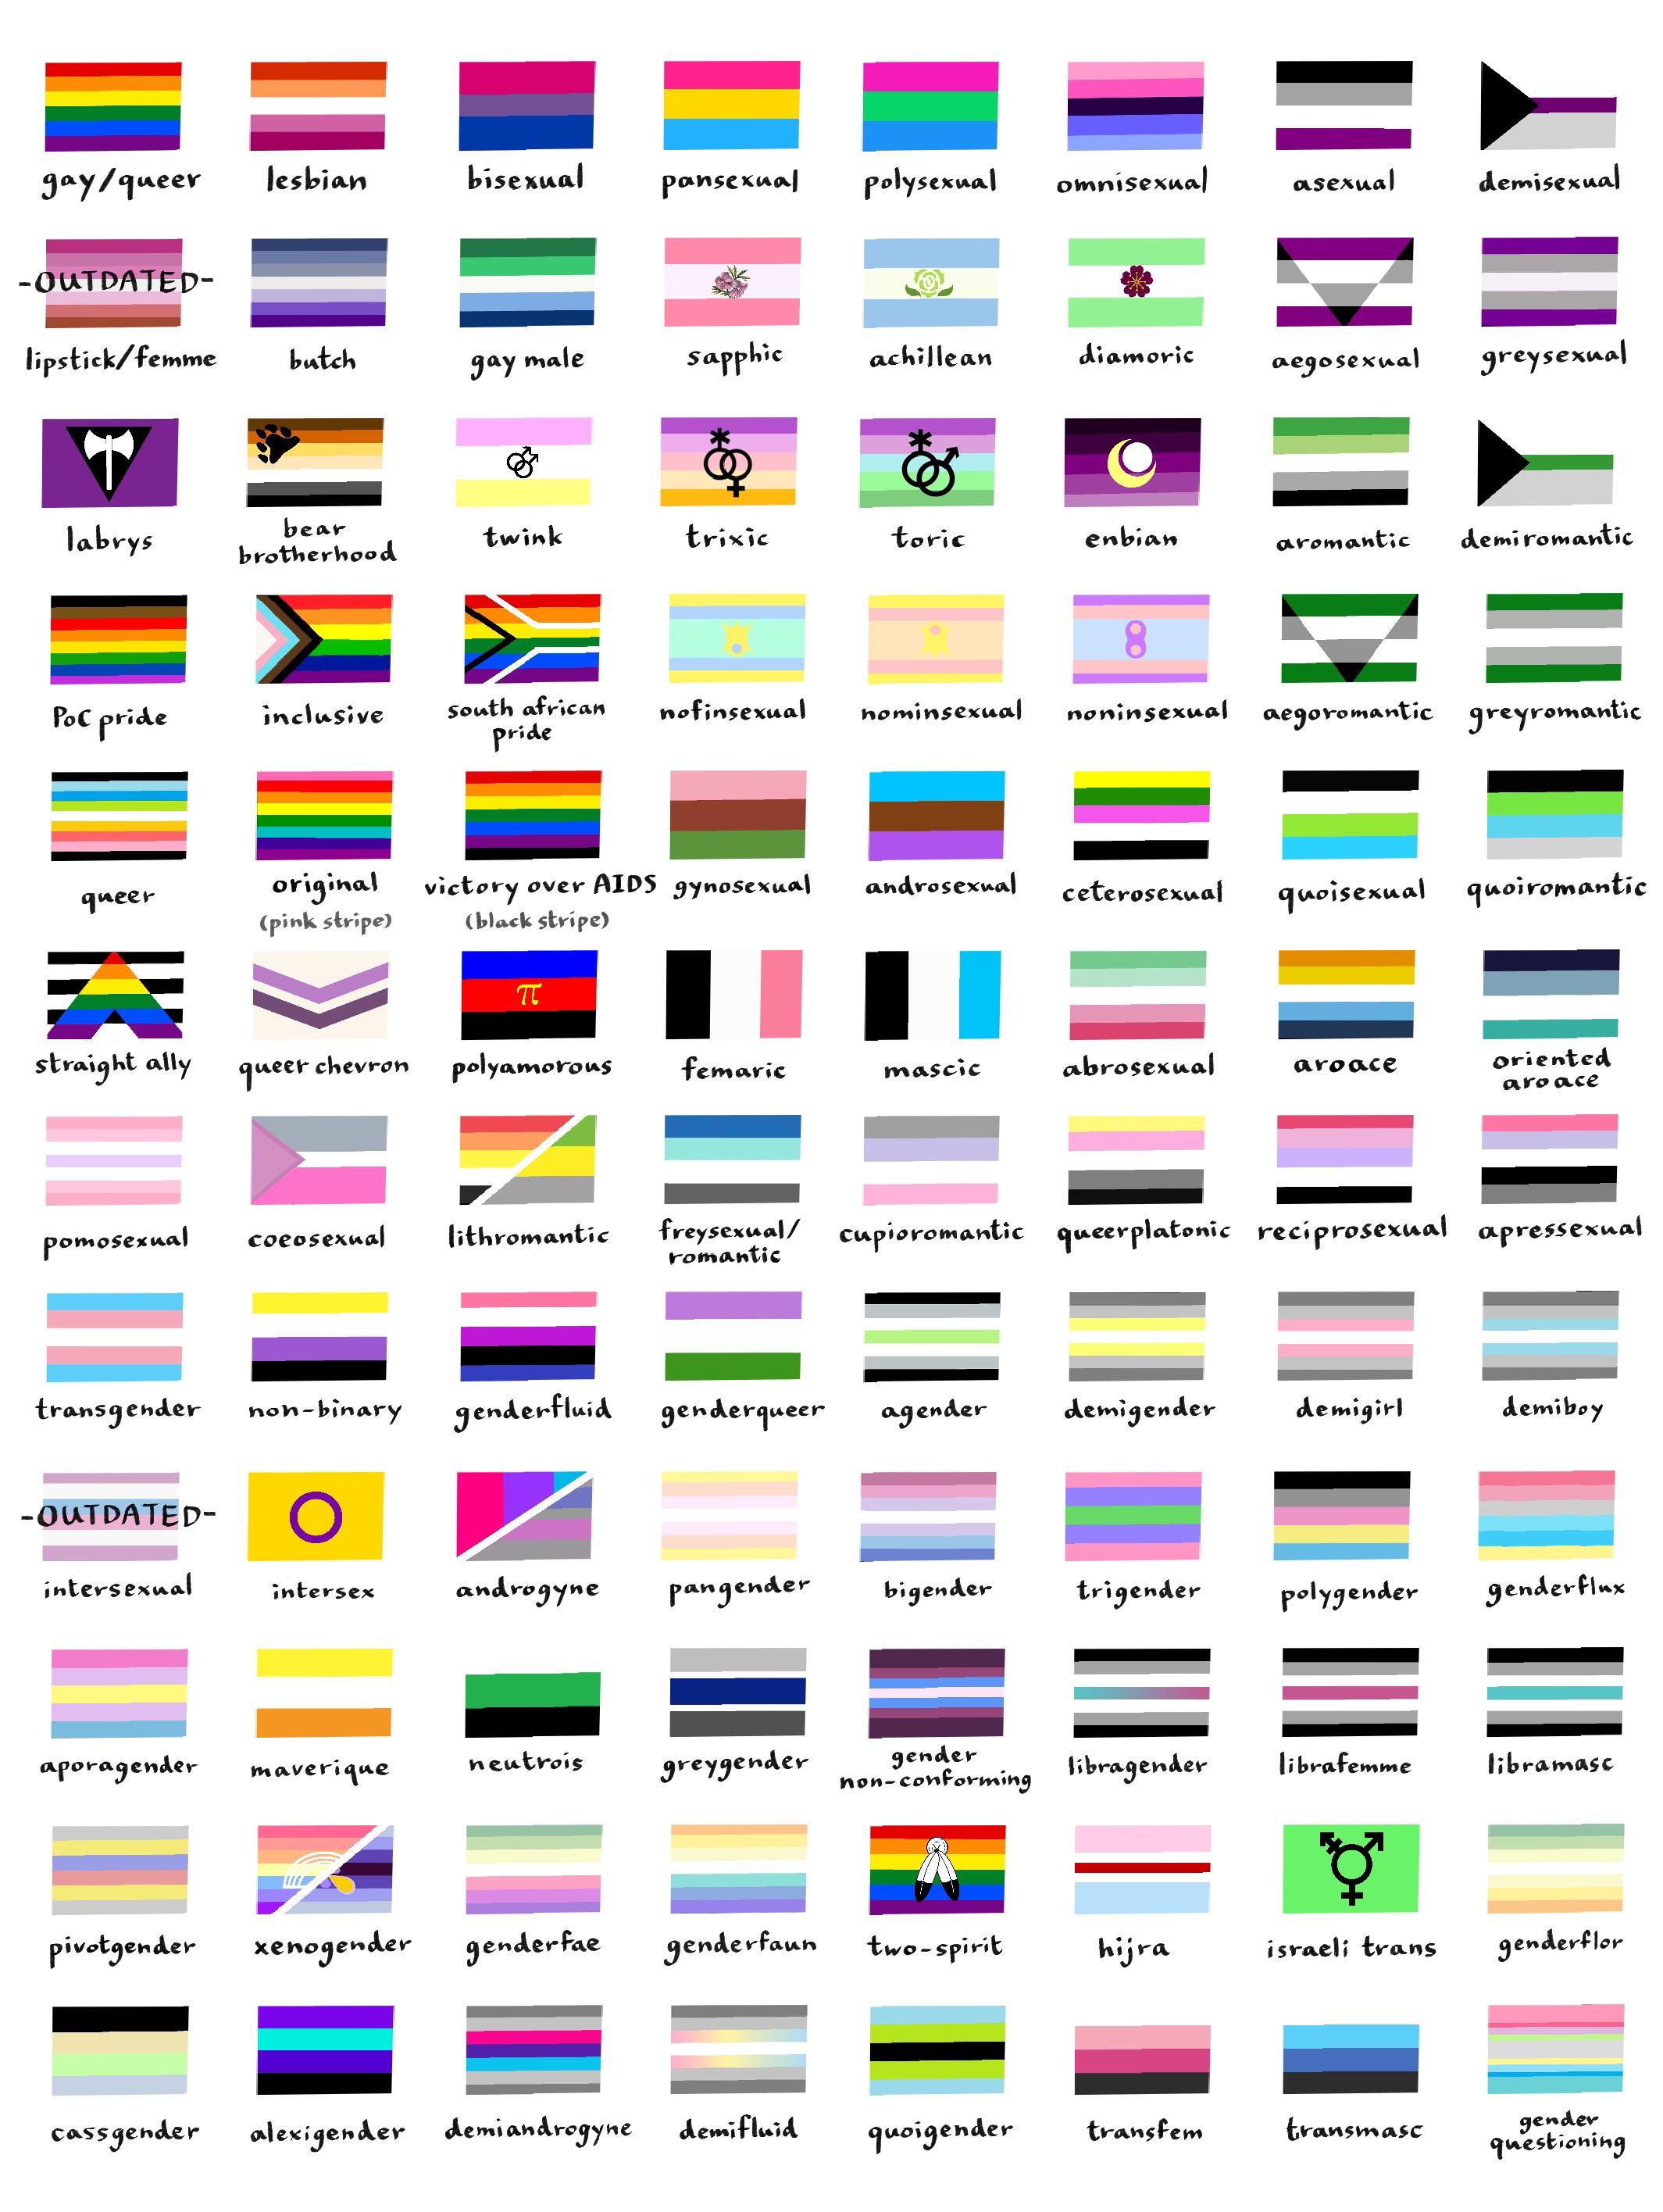 gay/queer lesbian bisexual pansexual polysexual omnisexual asexual demisexual
-OUTDATED-
lipstick/femme butch gay male sapphic achillean diamoric aegosexual greysexual
labrys bear twink trixic toric enbian aromantic demiromantic
brotherhood
PoC pride inclusive south african nofinsexual nominsexual noninsexual aegoromantic greyromantic
pride
queer original victory over AIDS gynosexual androsexual ceterosexual quoisexual quoiromantic
(pink stripe) (black stripe)
π
straight ally queer chevron polyamorous femaric mascic abrosexual aroace oriented
aroace
pomosexual coeosexual lithromantic freysexual/ cupioromantic queerplatonic reciprosexual apressexual
romantic
transgender non-binary genderfluid genderqueer agender demigender demigirl demiboy
-OUTDATED-
intersexual intersex androgyne pangender bigender trigender polygender genderflux
aporagender maverique neutrois greygender gender libragender librafemme libramasc
non-conforming
pivotgender xenogender genderfae genderfaun two-spirit hijra israeli trans genderflor
cassgender alexigender demiandrogyne demifluid quoigender transfem transmasc gender
questioning